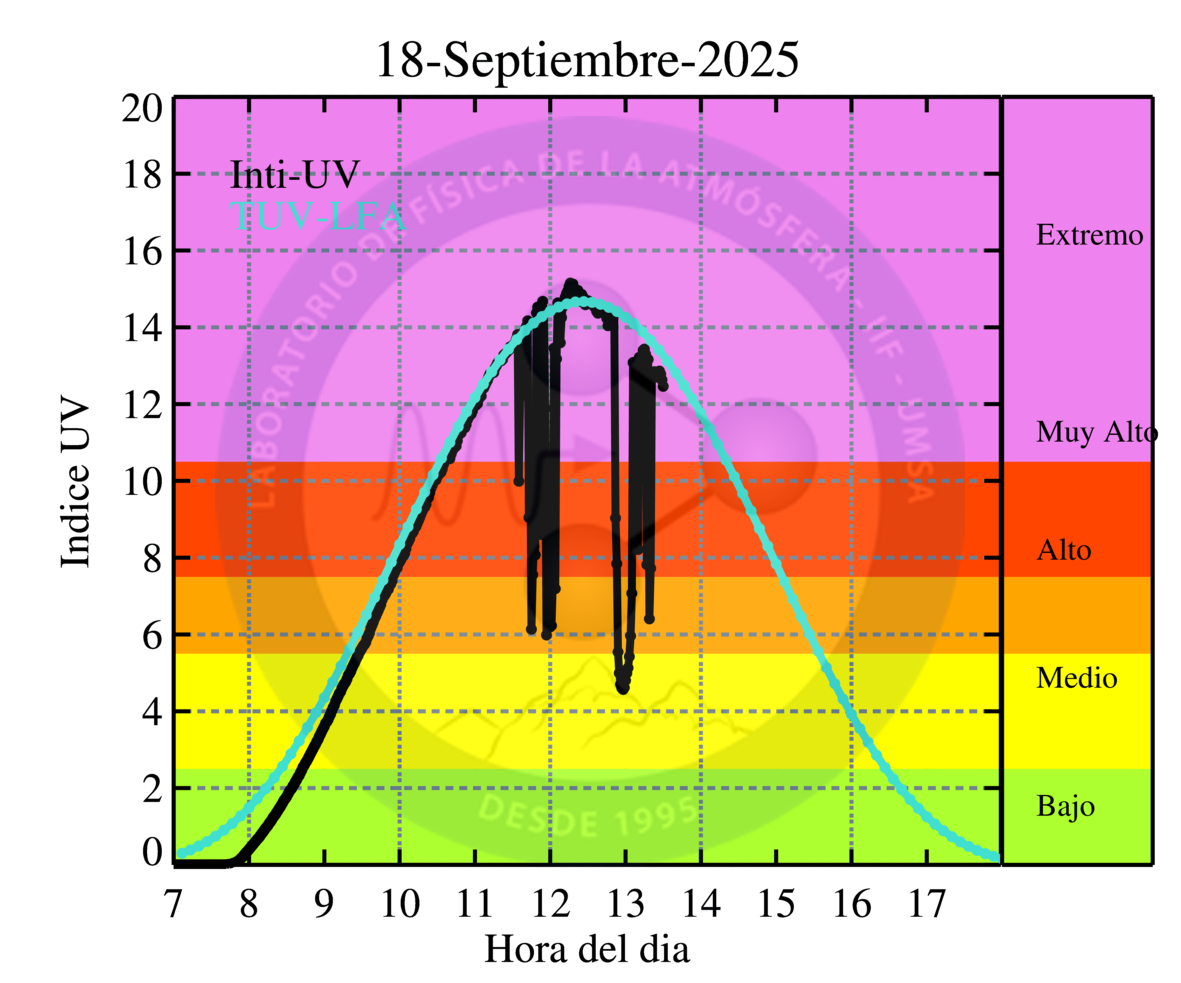 18-Septiembre-2025
20
18
16
14
12
10
8
6
4
2
0
Indice UV
Inti-UV
TUV-LFA
LABORATORIO DE FÍSICA DE LA ATMÓSFERA - IIF - UMSA
DESDE 1995
Extremo
Muy Alto
Alto
Medio
Bajo
7 8 9 10 11 12 13 14 15 16 17
Hora del dia